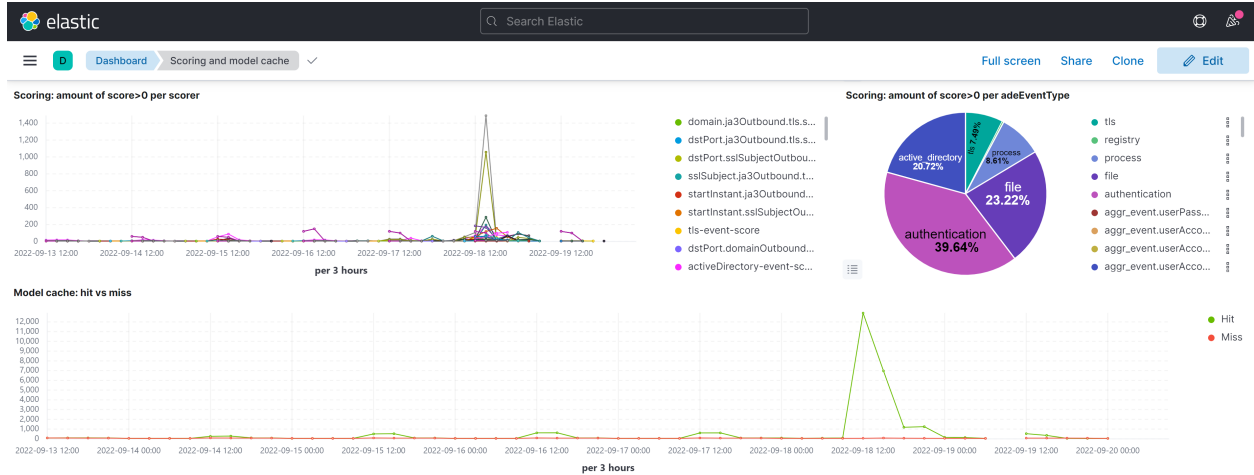 elastic
Search Elastic
D
Dashboard
Scoring and model cache
Full screen
Share
Clone
Edit
Scoring: amount of score>0 per scorer
1,400
1,200
1,000
800
600
400
200
0
2022-09-13 12:00
2022-09-14 12:00
2022-09-15 12:00
2022-09-16 12:00
2022-09-17 12:00
2022-09-18 12:00
2022-09-19 12:00
per 3 hours
domain.ja3Outbound.tls.s...
dstPort.ja3Outbound.tls.s...
dstPort.sslSubjectOutbou...
sslSubject.ja3Outbound.t...
startInstant.ja3Outbound...
startInstant.sslSubjectOu...
tls-event-score
dstPort.domainOutbound...
activeDirectory-event-sc...
Scoring: amount of score>0 per adeEventType
tls 7.49%
process
8.61%
file
23.22%
authentication
39.64%
active_directory
20.72%
tls
registry
process
file
authentication
aggr_event.userPass...
aggr_event.userAcco...
aggr_event.userAcco...
aggr_event.userAcco...
Model cache: hit vs miss
12,000
11,000
10,000
9,000
8,000
7,000
6,000
5,000
4,000
3,000
2,000
1,000
0
2022-09-13 12:00
2022-09-14 00:00
2022-09-14 12:00
2022-09-15 00:00
2022-09-15 12:00
2022-09-16 00:00
2022-09-16 12:00
2022-09-17 00:00
2022-09-17 12:00
2022-09-18 00:00
2022-09-18 12:00
2022-09-19 00:00
2022-09-19 12:00
2022-09-20 00:00
per 3 hours
Hit
Miss